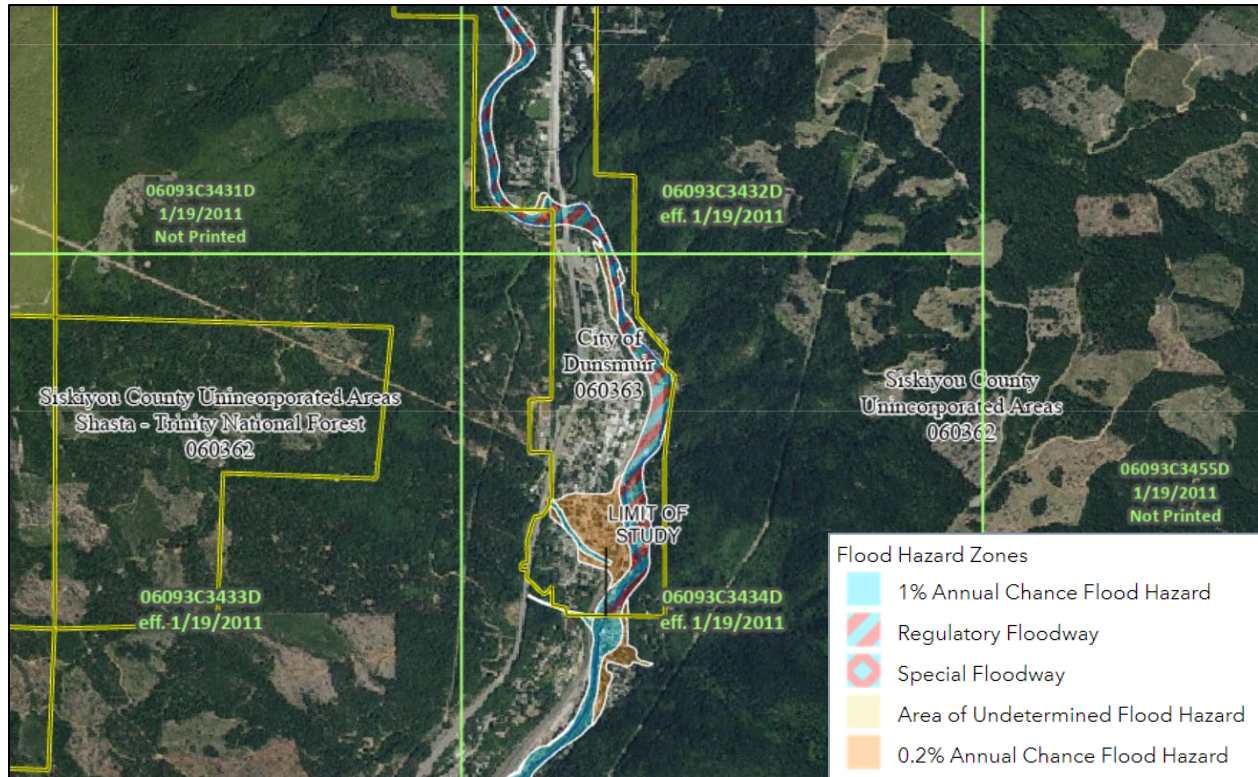 06093C3431D
1/19/2011
Not Printed
06093C3432D
eff. 1/19/2011
City of
Dunsmuir
060363
Siskiyou County Unincorporated Areas
Shasta - Trinity National Forest
060362
Siskiyou County
Unincorporated Areas
060362
06093C3455D
1/19/2011
Not Printed
LIMIT OF
STUDY
06093C3433D
eff. 1/19/2011
06093C3434D
eff. 1/19/2011
Flood Hazard Zones
1% Annual Chance Flood Hazard
Regulatory Floodway
Special Floodway
Area of Undetermined Flood Hazard
0.2% Annual Chance Flood Hazard